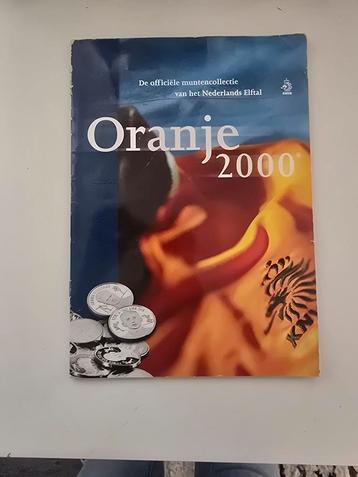 De officiële muntencollectie
van het Nederlands Elftal
Oranje
2000